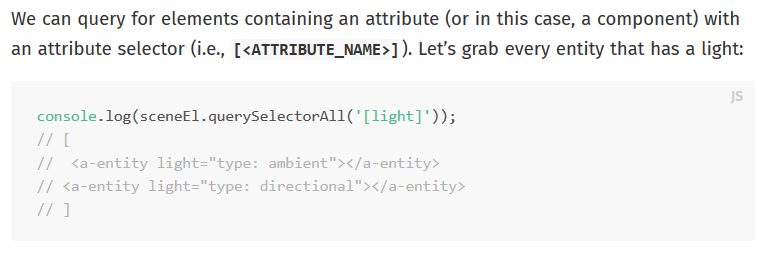 We can query for elements containing an attribute (or in this case, a component) with
an attribute selector (i.e., [<ATTRIBUTE_NAME>]). Let’s grab every entity that has a light:
JS
console.log(sceneEl.querySelectorAll('[light]'));
// [
//  <a-entity light="type: ambient"></a-entity>
// <a-entity light="type: directional"></a-entity>
// ]